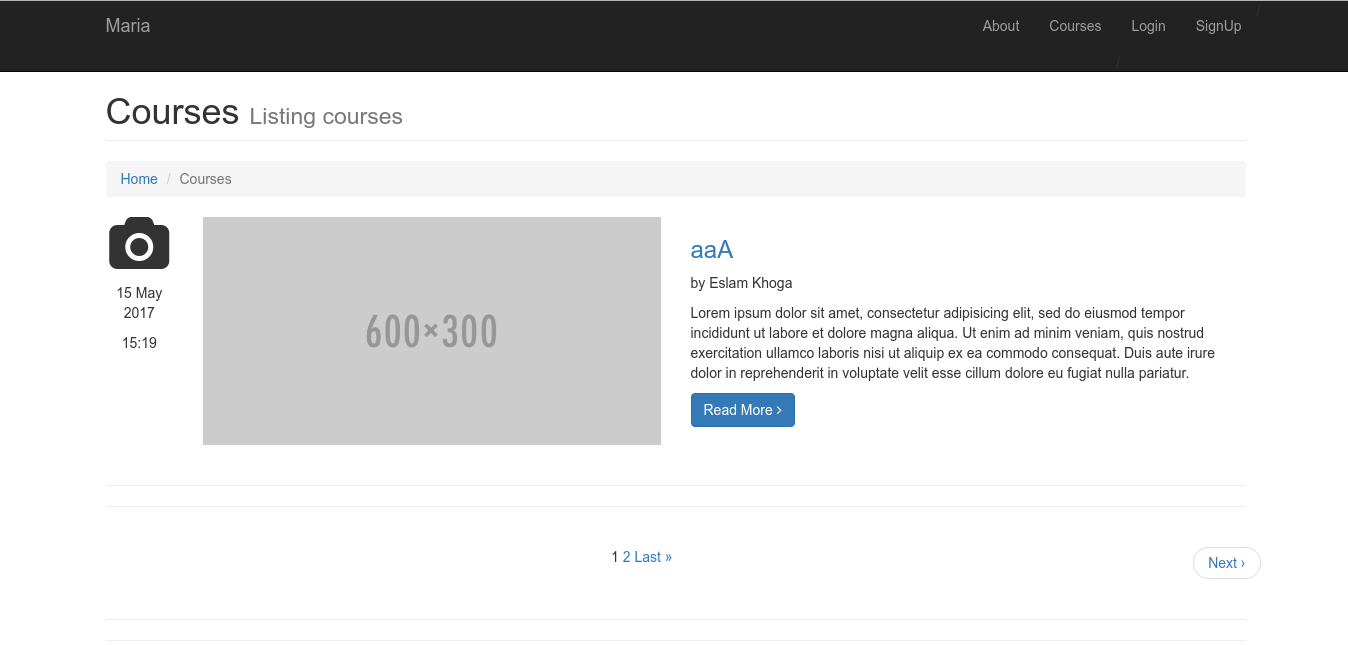 Maria About Courses Login SignUp /
/
Courses Listing courses
Home / Courses
15 May
2017
15:19
600×300
aaA
by Eslam Khoga
Lorem ipsum dolor sit amet, consectetur adipisicing elit, sed do eiusmod tempor
incididunt ut labore et dolore magna aliqua. Ut enim ad minim veniam, quis nostrud
exercitation ullamco laboris nisi ut aliquip ex ea commodo consequat. Duis aute irure
dolor in reprehenderit in voluptate velit esse cillum dolore eu fugiat nulla pariatur.
Read More ›
1 2 Last »
Next ›